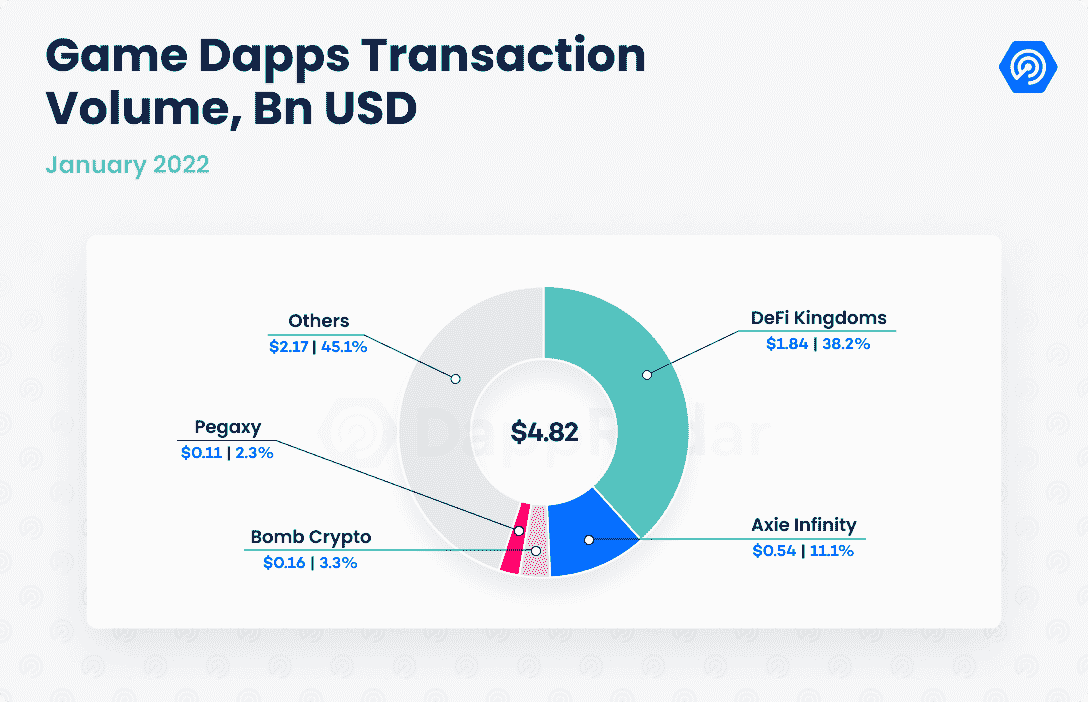 Game Dapps Transaction
Volume, Bn USD
January 2022
Others
$2.17 | 45.1%
DeFi Kingdoms
$1.84 | 38.2%
Pegaxy
$0.11 | 2.3%
$4.82
DappRadar
Bomb Crypto
$0.16 | 3.3%
Axie Infinity
$0.54 | 11.1%